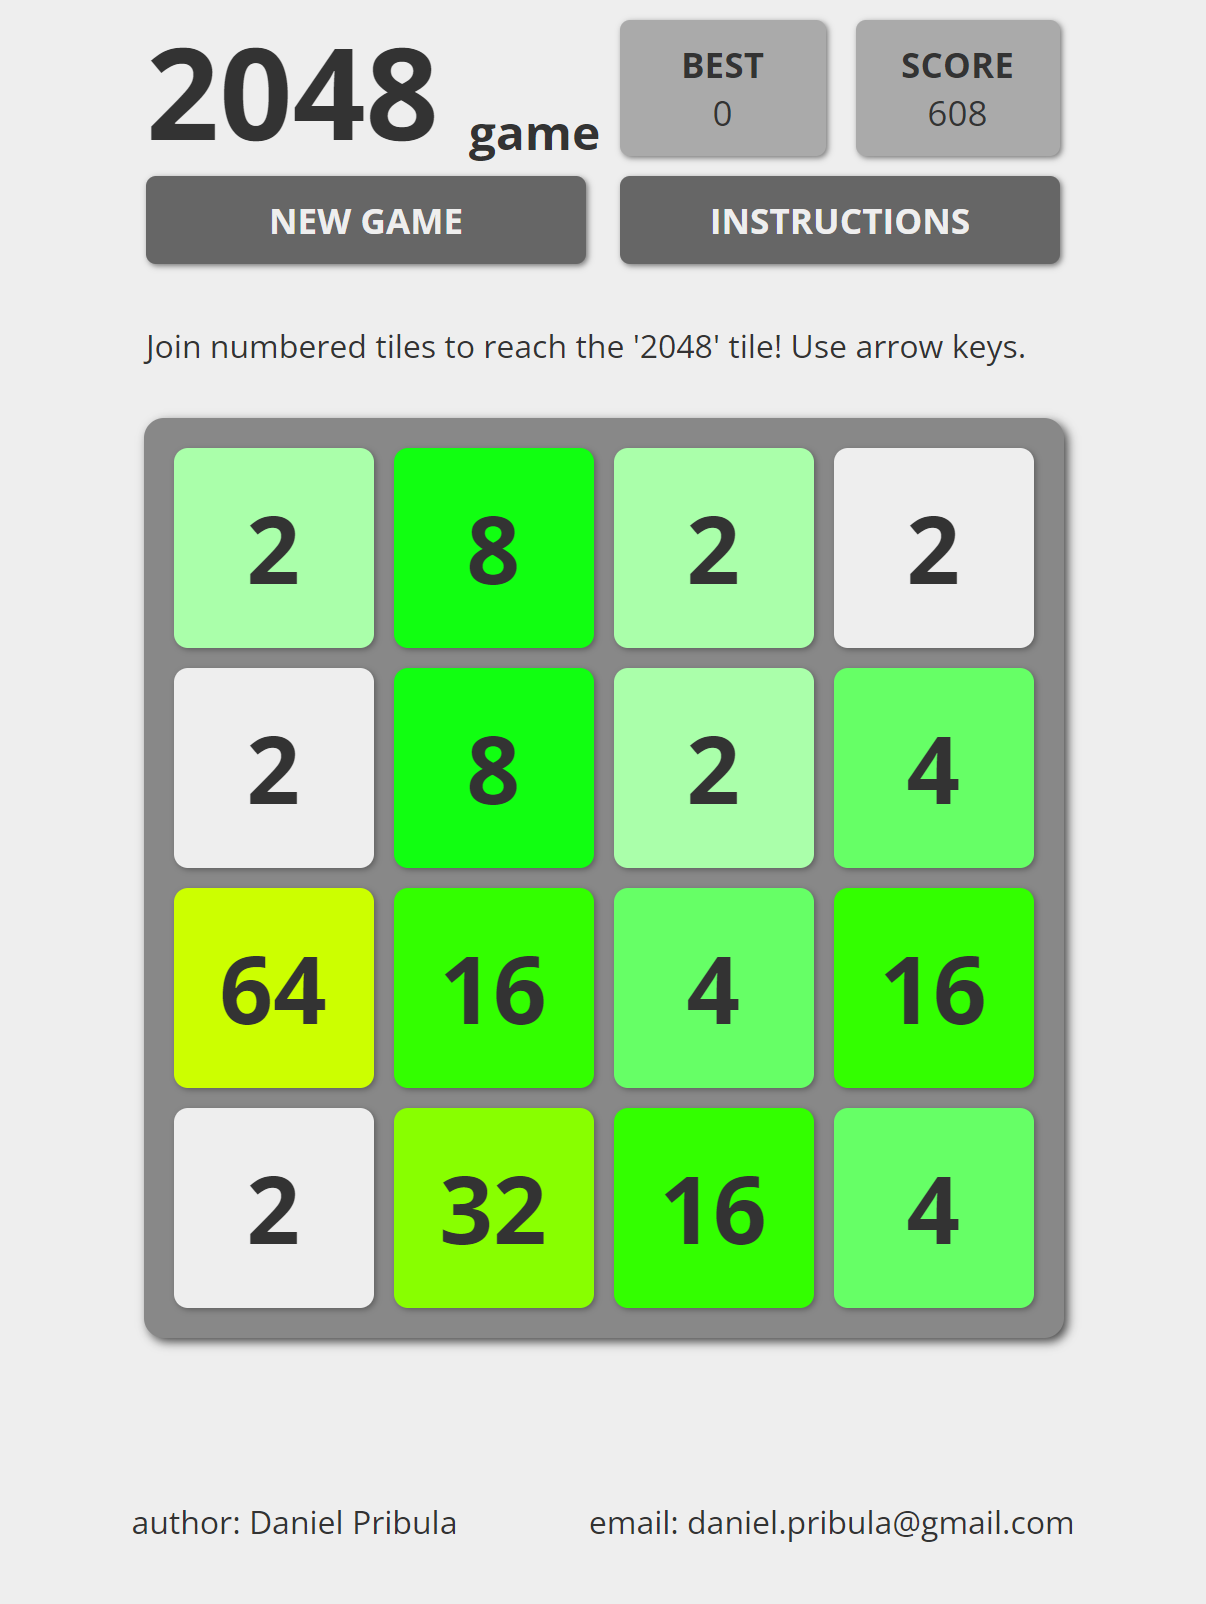 2048 game
BEST
0
SCORE
608
NEW GAME
INSTRUCTIONS
Join numbered tiles to reach the '2048' tile! Use arrow keys.
2 8 2 2
2 8 2 4
64 16 4 16
2 32 16 4
author: Daniel Pribula
email: daniel.pribula@gmail.com